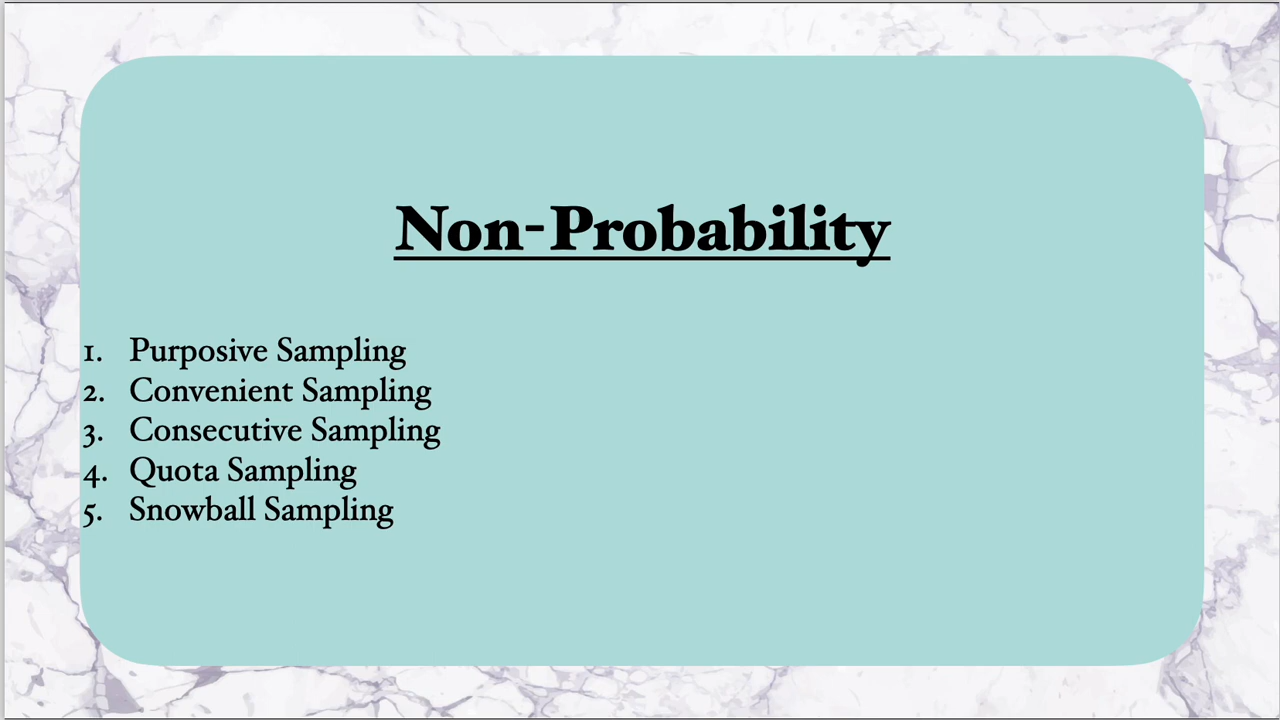 Non-Probability
1. Purposive Sampling
2. Convenient Sampling
3. Consecutive Sampling
4. Quota Sampling
5. Snowball Sampling